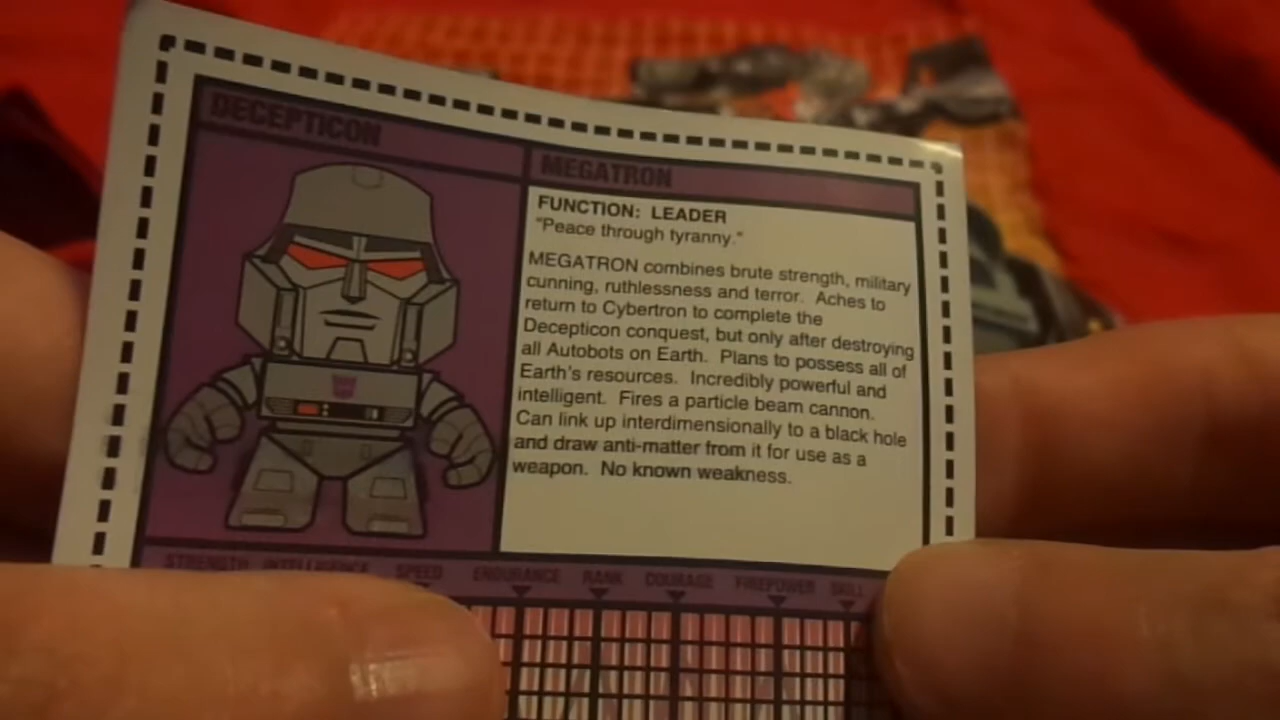 DECEPTICON
MEGATRON
FUNCTION: LEADER
"Peace through tyranny."
MEGATRON combines brute strength, military
cunning, ruthlessness and terror. Aches to
return to Cybertron to complete the
Decepticon conquest, but only after destroying
all Autobots on Earth. Plans to possess all of
Earth's resources. Incredibly powerful and
intelligent. Fires a particle beam cannon.
Can link up interdimensionally to a black hole
and draw anti-matter from it for use as a
weapon. No known weakness.
STRENGTH INTELLIGENCE SPEED ENDURANCE RANK COURAGE FIREPOWER SKILL